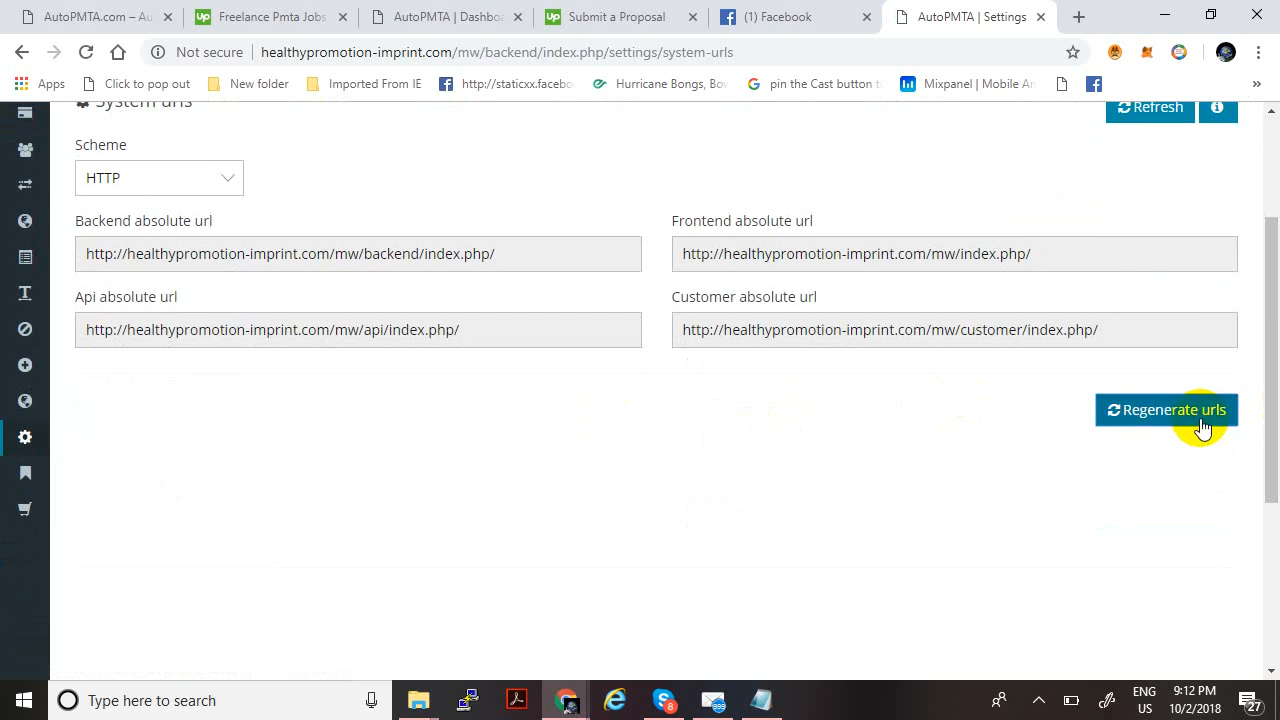 AutoPMTA.com – Au
Freelance Pmta Jobs
AutoPMTA | Dashbo
Submit a Proposal
(1) Facebook
AutoPMTA | Settings
Not secure
healthypromotion-imprint.com/mw/backend/index.php/settings/system-urls
Apps
Click to pop out
New folder
Imported From IE
http://staticxx.facebo
Hurricane Bongs, Bo
pin the Cast button t
Mixpanel | Mobile A
»
System urls
Refresh
Scheme
HTTP
Backend absolute url
Frontend absolute url
http://healthypromotion-imprint.com/mw/backend/index.php/
http://healthypromotion-imprint.com/mw/index.php/
Api absolute url
Customer absolute url
http://healthypromotion-imprint.com/mw/api/index.php/
http://healthypromotion-imprint.com/mw/customer/index.php/
Regenerate urls
Type here to search
8
ENG
US
9:12 PM
10/2/2018
27